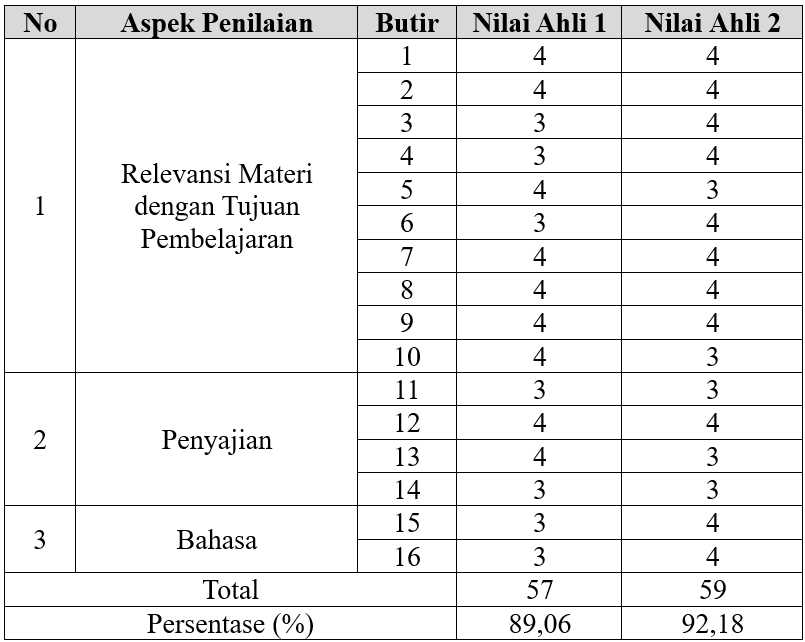 No Aspek Penilaian Butir Nilai Ahli 1 Nilai Ahli 2
1 Relevansi Materi
dengan Tujuan
Pembelajaran
1 4 4
2 4 4
3 3 4
4 3 4
5 4 3
6 3 4
7 4 4
8 4 4
9 4 4
10 4 3
2 Penyajian
11 3 3
12 4 4
13 4 3
14 3 3
3 Bahasa
15 3 4
16 3 4
Total 57 59
Persentase (%) 89,06 92,18